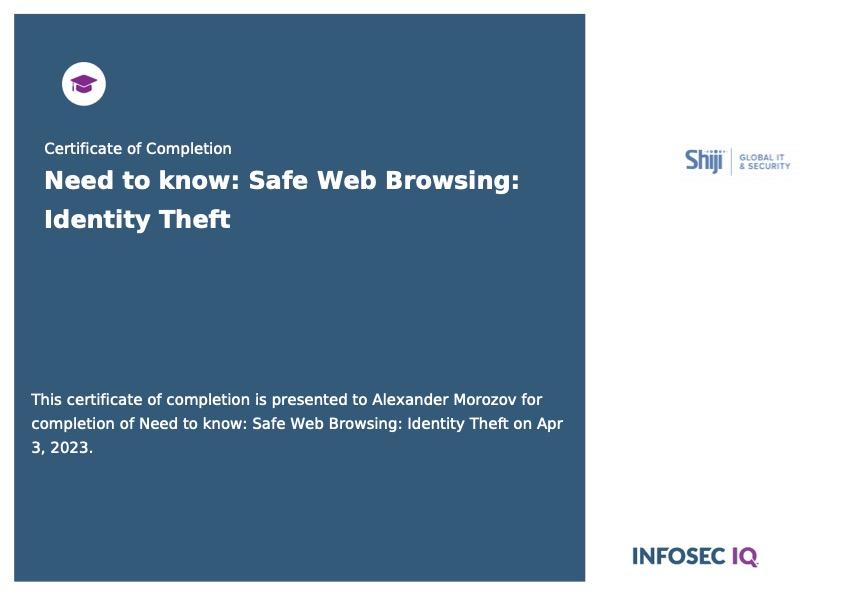 Certificate of Completion
Need to know: Safe Web Browsing:
Identity Theft
Shiji
GLOBAL IT
& SECURITY
This certificate of completion is presented to Alexander Morozov for
completion of Need to know: Safe Web Browsing: Identity Theft on Apr
3, 2023.
INFOSEC IQ